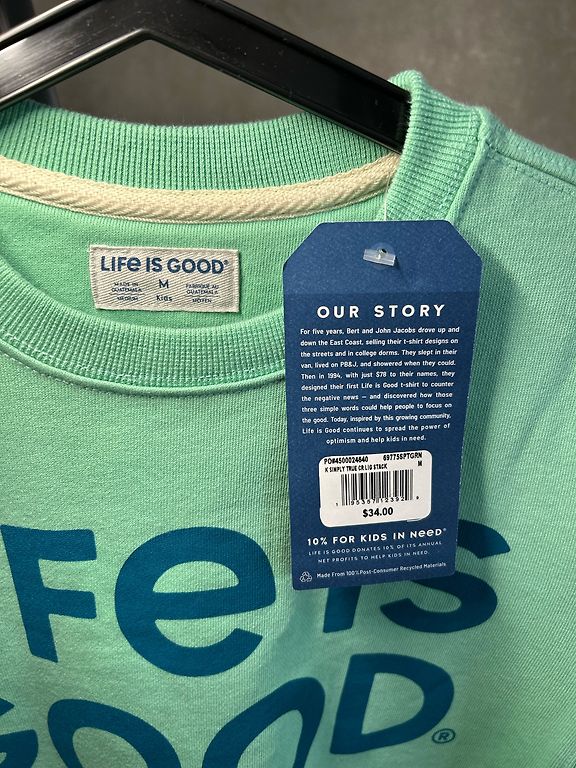 LIFe IS GOOD®
MADE IN
GUATEMALA
MEDIUM
M
Kids
FABRIQUÉ AU
GUATEMALA
MOYEN
OUR STORY
For five years, Bert and John Jacobs drove up and
down the East Coast, selling their t-shirt designs on
the streets and in college dorms. They slept in their
van, lived on PB&J, and showered when they could.
Then in 1994, with just $78 to their names, they
designed their first Life is Good t-shirt to counter
the negative news — and discovered how those
three simple words could help people to focus on
the good. Today, inspired by this growing community,
Life is Good continues to spread the power of
optimism and help kids in need.
PO#4500024640 69775SPTGRN
K SIMPLY TRUE CR LIG STACK M
1 95367 12392 9
$34.00
10% FOR KIDS IN NeeD®
LIFE IS GOOD DONATES 10% OF ITS ANNUAL
NET PROFITS TO HELP KIDS IN NEED.
Made From 100% Post-Consumer Recycled Materials
Fe IS
GOOD®